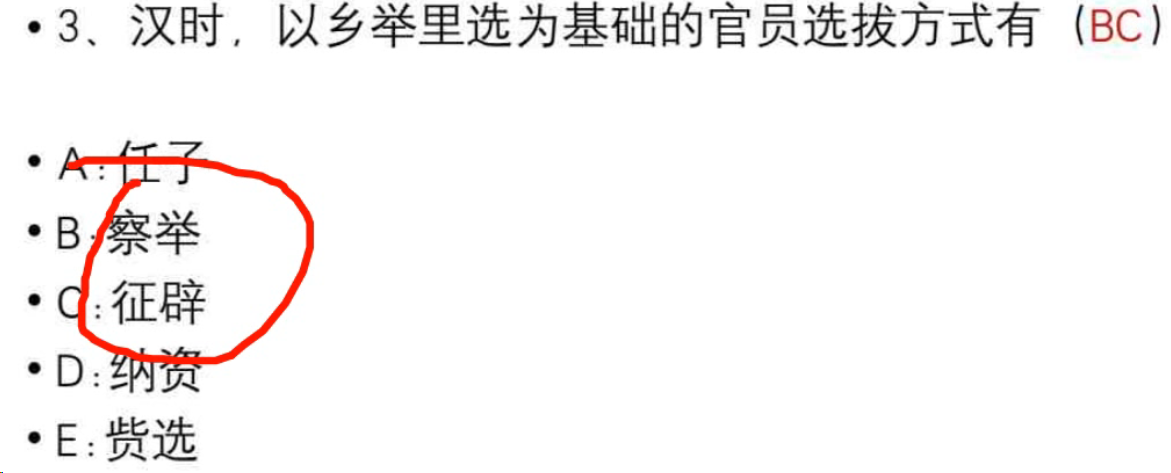 • 3、汉时，以乡举里选为基础的官员选拔方式有（BC）
• A:任子
• B:察举
• C:征辟
• D:纳资
• E:赀选